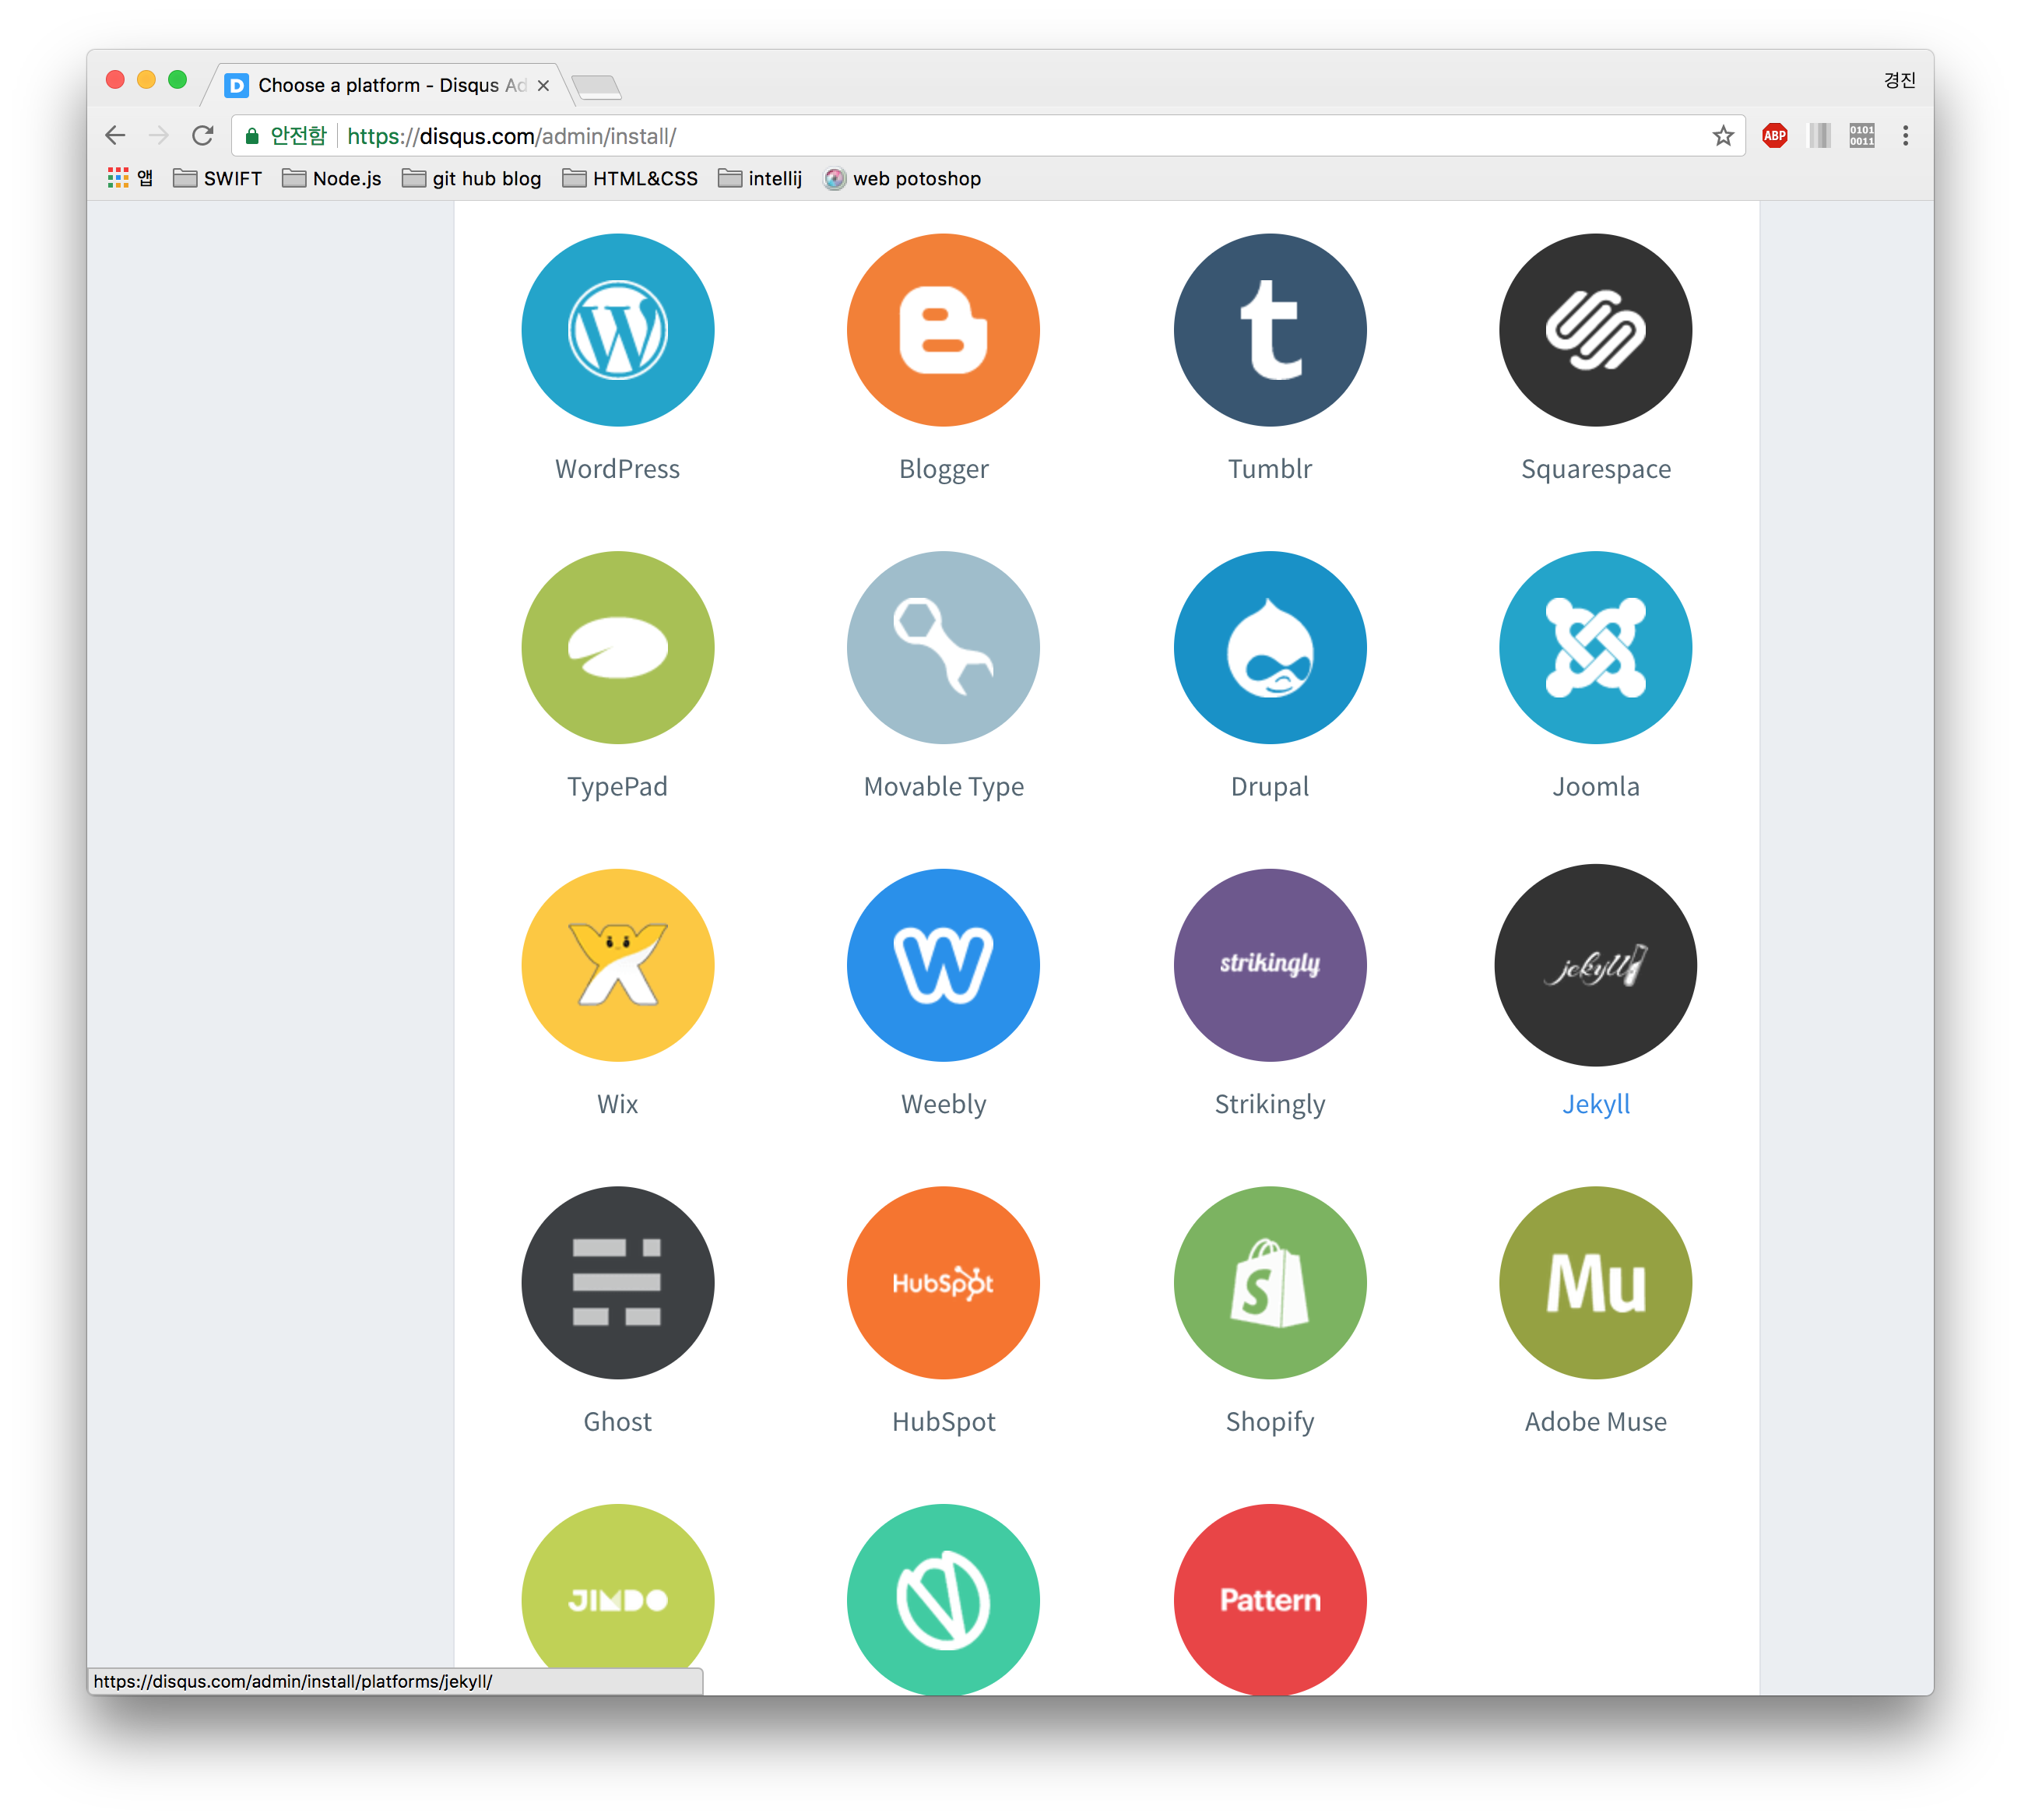 Choose a platform - Disqus Ad
경진
안전함 https://disqus.com/admin/install/
ABP
0101
0011
앱 SWIFT Node.js git hub blog HTML&CSS intellij web potoshop
WordPress Blogger Tumblr Squarespace
TypePad Movable Type Drupal Joomla
strikingly jekyll
Wix Weebly Strikingly Jekyll
HubSpot Mu
Ghost HubSpot Shopify Adobe Muse
JIMDO Pattern
https://disqus.com/admin/install/platforms/jekyll/